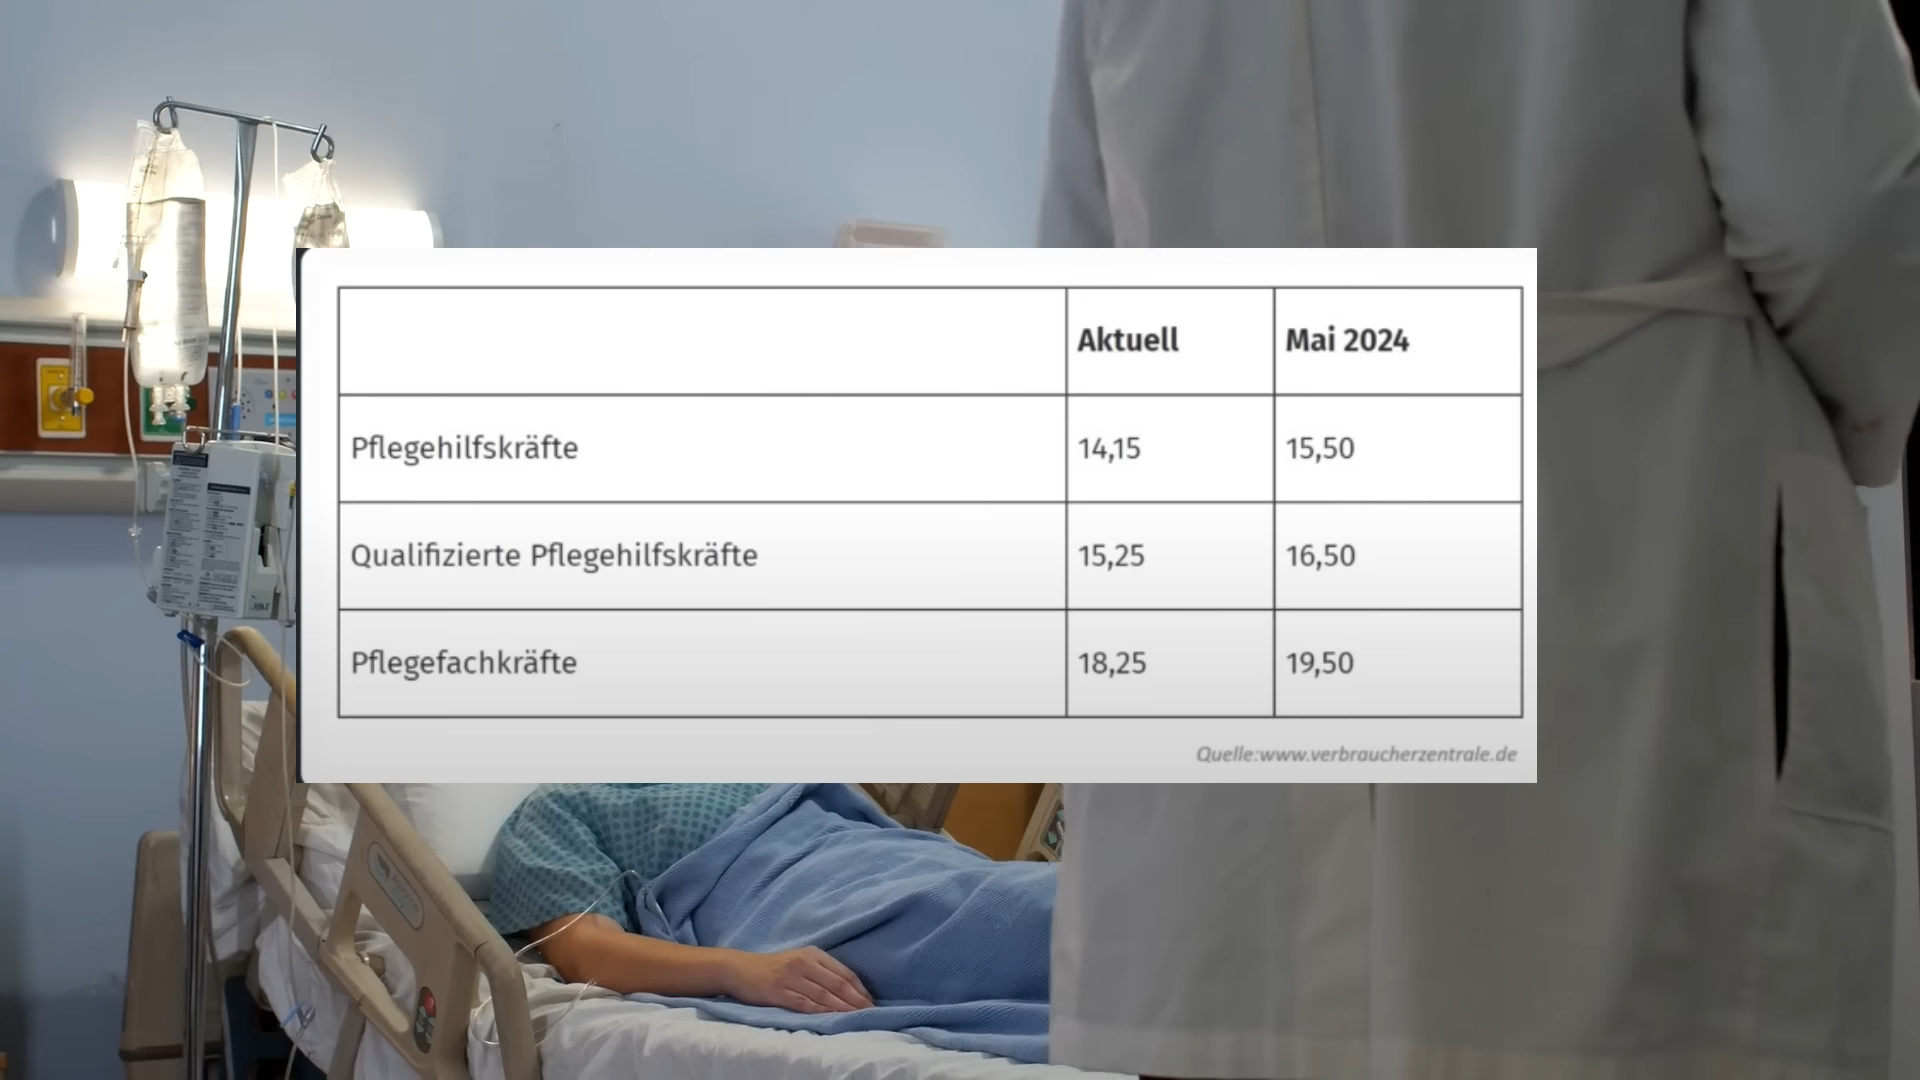 Aktuell Mai 2024
Pflegehilfskräfte 14,15 15,50
Qualifizierte Pflegehilfskräfte 15,25 16,50
Pflegefachkräfte 18,25 19,50
Quelle:www.verbraucherzentrale.de